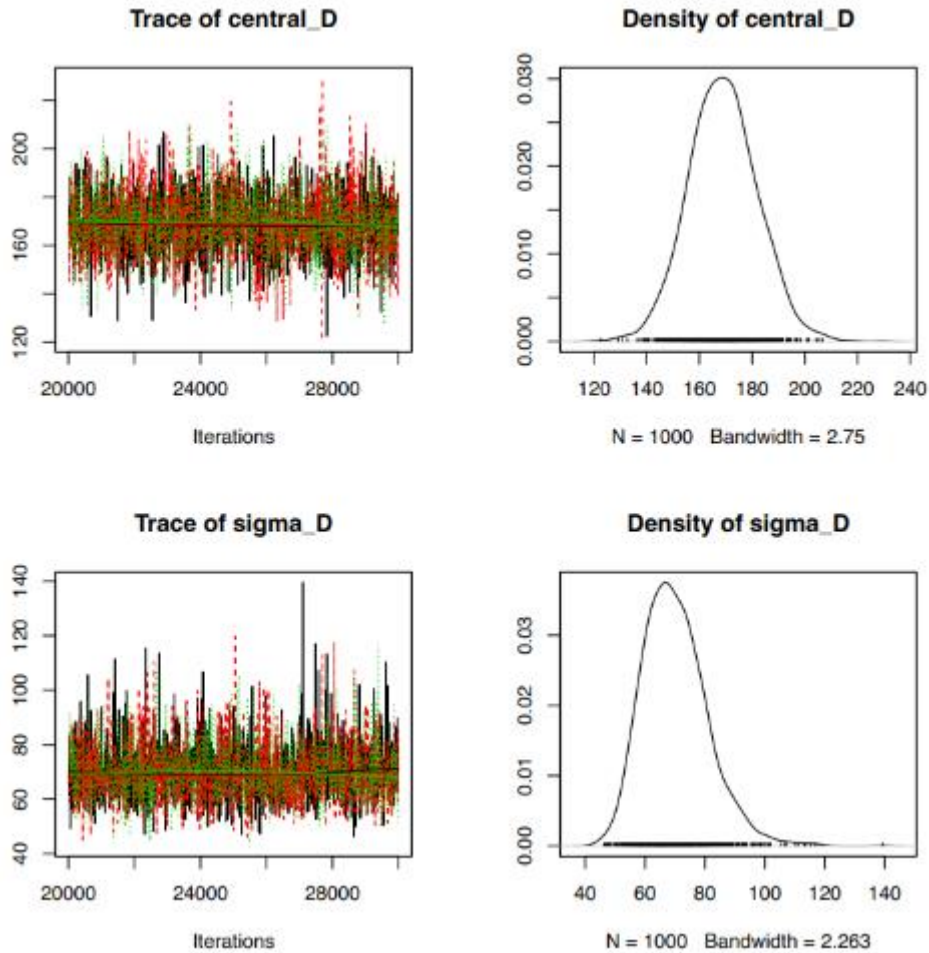 Trace of central_D
200
160
120
20000 24000 28000
Iterations
Density of central_D
0.030
0.020
0.010
0.000
120 140 160 180 200 220 240
N = 1000 Bandwidth = 2.75
Trace of sigma_D
140
120
100
80
60
40
20000 24000 28000
Iterations
Density of sigma_D
0.03
0.02
0.01
0.00
40 60 80 100 120 140
N = 1000 Bandwidth = 2.263